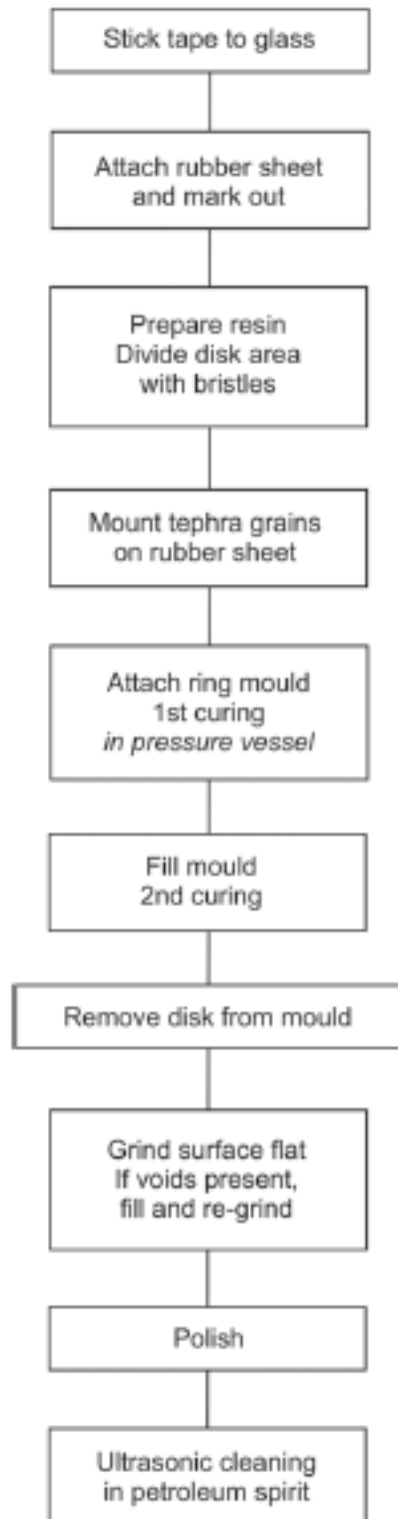 Stick tape to glass
Attach rubber sheet
and mark out
Prepare resin
Divide disk area
with bristles
Mount tephra grains
on rubber sheet
Attach ring mould
1st curing
in pressure vessel
Fill mould
2nd curing
Remove disk from mould
Grind surface flat
If voids present,
fill and re-grind
Polish
Ultrasonic cleaning
in petroleum spirit